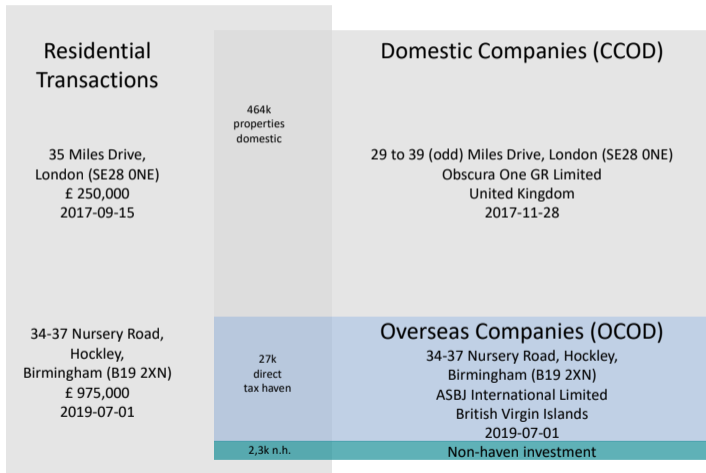 Residential
Transactions
35 Miles Drive,
London (SE28 0NE)
£ 250,000
2017-09-15
34-37 Nursery Road,
Hockley,
Birmingham (B19 2XN)
£ 975,000
2019-07-01
464k
properties
domestic
27k
direct
tax haven
2,3k n.h.
Domestic Companies (CCOD)
29 to 39 (odd) Miles Drive, London (SE28 0NE)
Obscura One GR Limited
United Kingdom
2017-11-28
Overseas Companies (OCOD)
34-37 Nursery Road, Hockley,
Birmingham (B19 2XN)
ASBJ International Limited
British Virgin Islands
2019-07-01
Non-haven investment